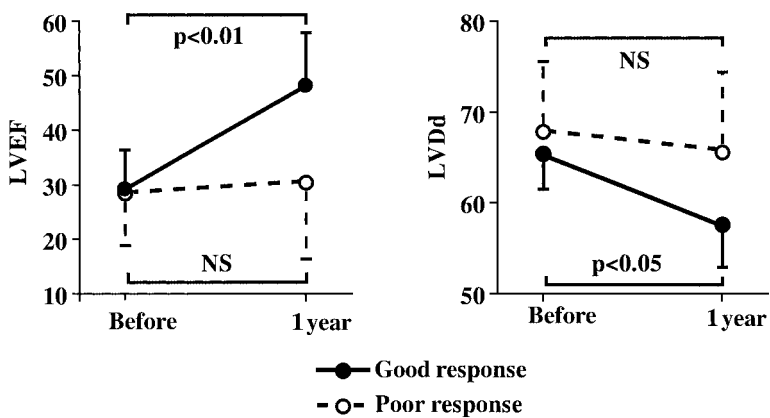 60
50
40
30
20
10
LVEF
p<0.01
NS
Before
1 year
80
70
60
50
LVDd
NS
p<0.05
Before
1 year
Good response
Poor response